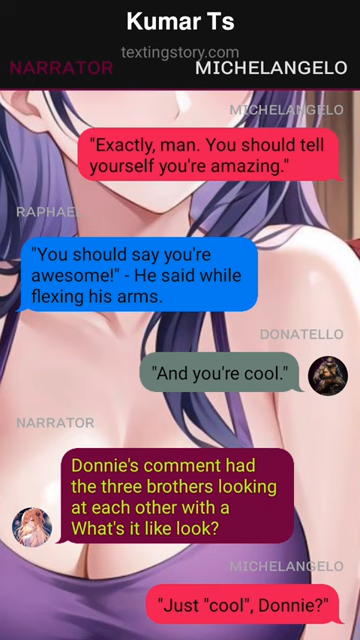 Kumar Ts
textingstory.com
NARRATOR
MICHELANGELO
MICHELANGELO
"Exactly, man. You should tell
yourself you're amazing."
RAPHAEL
"You should say you're
awesome!" - He said while
flexing his arms.
DONATELLO
"And you're cool."
NARRATOR
Donnie's comment had
the three brothers looking
at each other with a
What's it like look?
MICHELANGELO
"Just "cool", Donnie?"